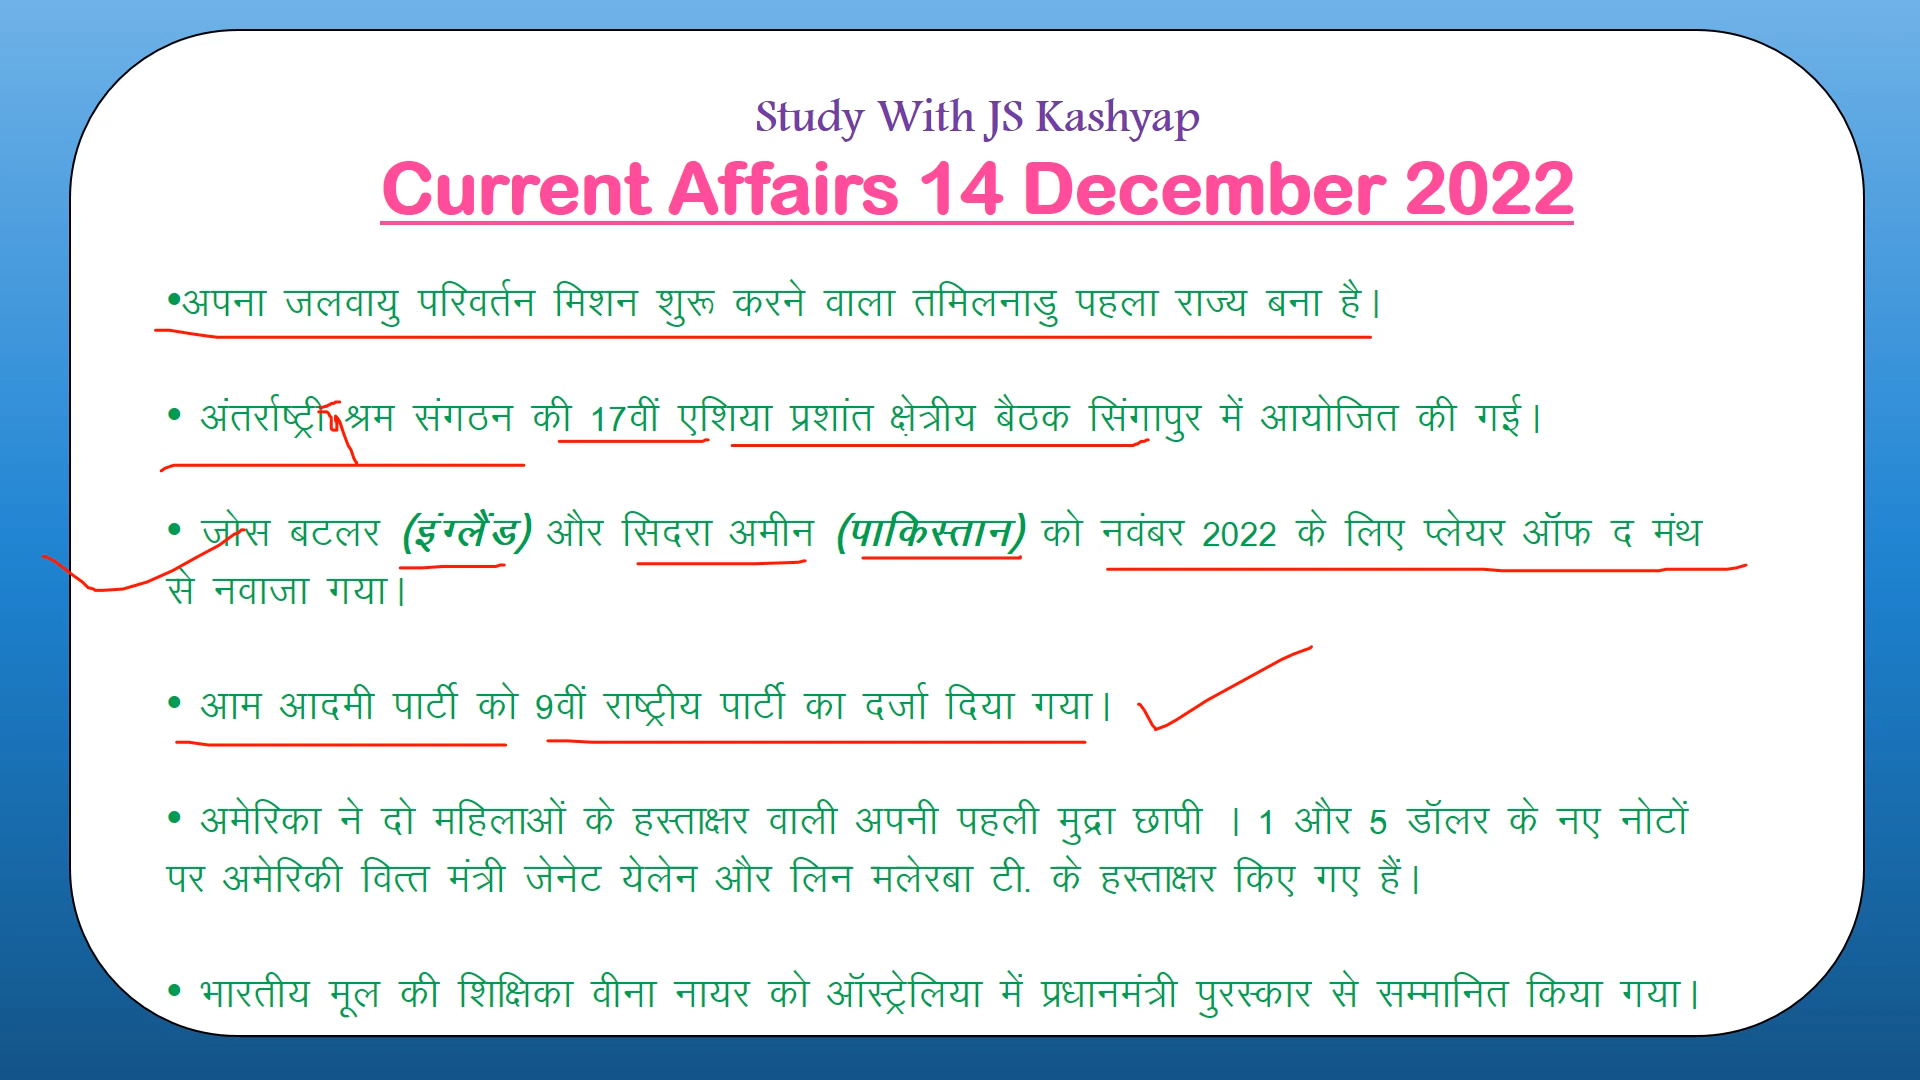 Study With JS Kashyap
Current Affairs 14 December 2022
•अपना जलवायु परिवर्तन मिशन शुरू करने वाला तमिलनाडु पहला राज्य बना है।
• अंतर्राष्ट्री श्रम संगठन की 17वीं एशिया प्रशांत क्षेत्रीय बैठक सिंगापुर में आयोजित की गई।
• जोस बटलर (इंग्लैंड) और सिदरा अमीन (पाकिस्तान) को नवंबर 2022 के लिए प्लेयर ऑफ द मंथ
से नवाजा गया।
• आम आदमी पार्टी को 9वीं राष्ट्रीय पार्टी का दर्जा दिया गया।
• अमेरिका ने दो महिलाओं के हस्ताक्षर वाली अपनी पहली मुद्रा छापी । 1 और 5 डॉलर के नए नोटों
पर अमेरिकी वित्त मंत्री जेनेट येलेन और लिन मलेरबा टी. के हस्ताक्षर किए गए हैं।
• भारतीय मूल की शिक्षिका वीना नायर को ऑस्ट्रेलिया में प्रधानमंत्री पुरस्कार से सम्मानित किया गया।